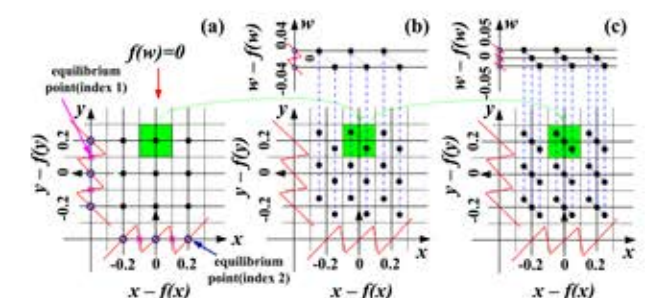 (a)
f(w)=0
equilibrium
point(index 1)
y
0.2
0
-0.2
y – f(y)
-0.2 0 0.2
x
x – f(x)
equilibrium
point(index 2)
(b)
w
0.04
0
-0.04
w – f(w)
y
0.2
0
-0.2
y – f(y)
-0.2 0 0.2
x
x – f(x)
(c)
w
0.05
0
-0.05
w – f(w)
y
0.2
0
-0.2
y – f(y)
-0.2 0 0.2
x
x – f(x)